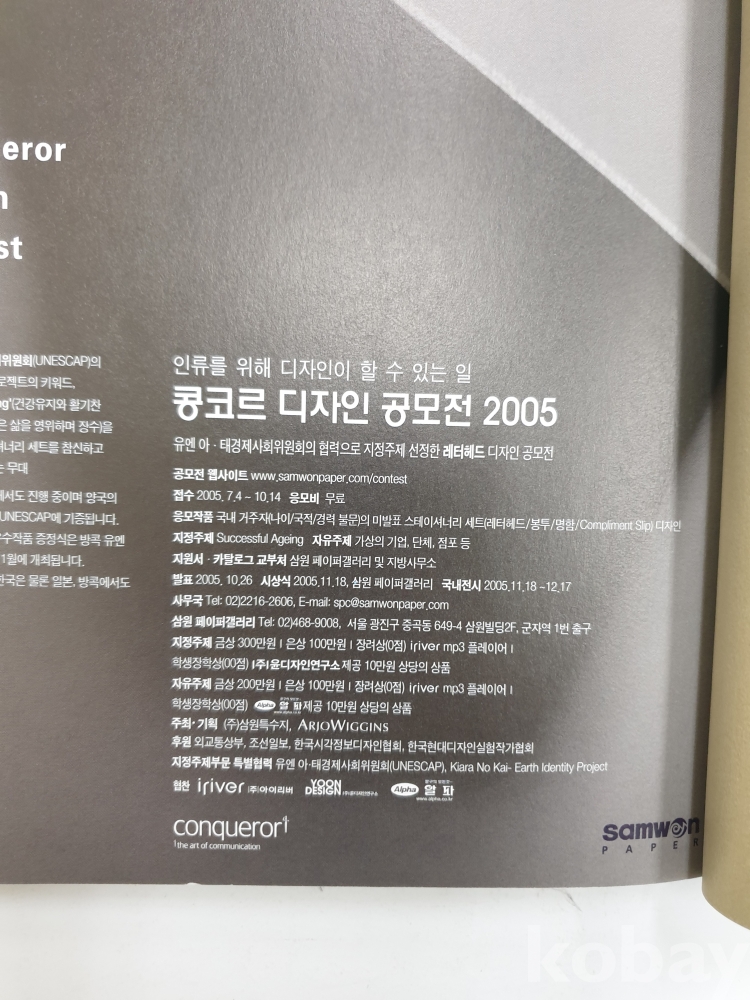 eror
n
st
위원회(UNESCAP)의
로젝트의 키워드,
ng"(건강유지와 활기찬
은 삶을 영위하며 장수)을
셔너리 세트를 참신하고
는 무대
에서도 진행 중이며 양국의
UNESCAP에 기증됩니다.
수작품 증정식은 방콕 유엔
1월에 개최됩니다.
한국은 물론 일본, 방콕에서도
인류를 위해 디자인이 할 수 있는 일
콩코르 디자인 공모전 2005
유엔 아·태경제사회위원회의 협력으로 지정주제 선정한 레터헤드 디자인 공모전
공모전 웹사이트 www.samwonpaper.com/contest
접수 2005. 7.4 ~ 10.14 응모비 무료
응모작품 국내 거주자(나이/국적/경력 불문)의 미발표 스테이셔너리 세트(레터헤드/봉투/명함/Compliment Slip) 디자인
지정주제 Successful Ageing 자유주제 가상의 기업, 단체, 점포 등
지원서·카탈로그 교부처 삼원 페이퍼갤러리 및 지방사무소
발표 2005. 10.26 시상식 2005.11.18, 삼원 페이퍼갤러리 국내전시 2005.11.18 ~12.17
사무국 Tel: 02)2216-2606, E-mail: spc@samwonpaper.com
삼원 페이퍼갤러리 Tel: 02)468-9008, 서울 광진구 중곡동 649-4 삼원빌딩2F, 군자역 1번 출구
지정주제 금상 300만원 | 은상 100만원 | 장려상(0점) iriver mp3 플레이어 |
학생장학상(00점) (주)윤디자인연구소 제공 10만원 상당의 상품
자유주제 금상 200만원 | 은상 100만원 | 장려상(0점) iriver mp3 플레이어 |
학생장학상(00점) Alpha 알파 제공 10만원 상당의 상품
주최·기획 (주)삼원특수지, ARJOWIGGINS
후원 외교통상부, 조선일보, 한국시각정보디자인협회, 한국현대디자인실험작가협회
지정주제부문 특별협력 유엔 아·태경제사회위원회(UNESCAP), Kiara No Kai- Earth Identity Project
협찬 iriver (주)아이리버 YOON DESIGN (주)윤디자인연구소 Alpha 알파 www.alpha.co.kr
conqueror
the art of communication
samwon
PAPER
kobay